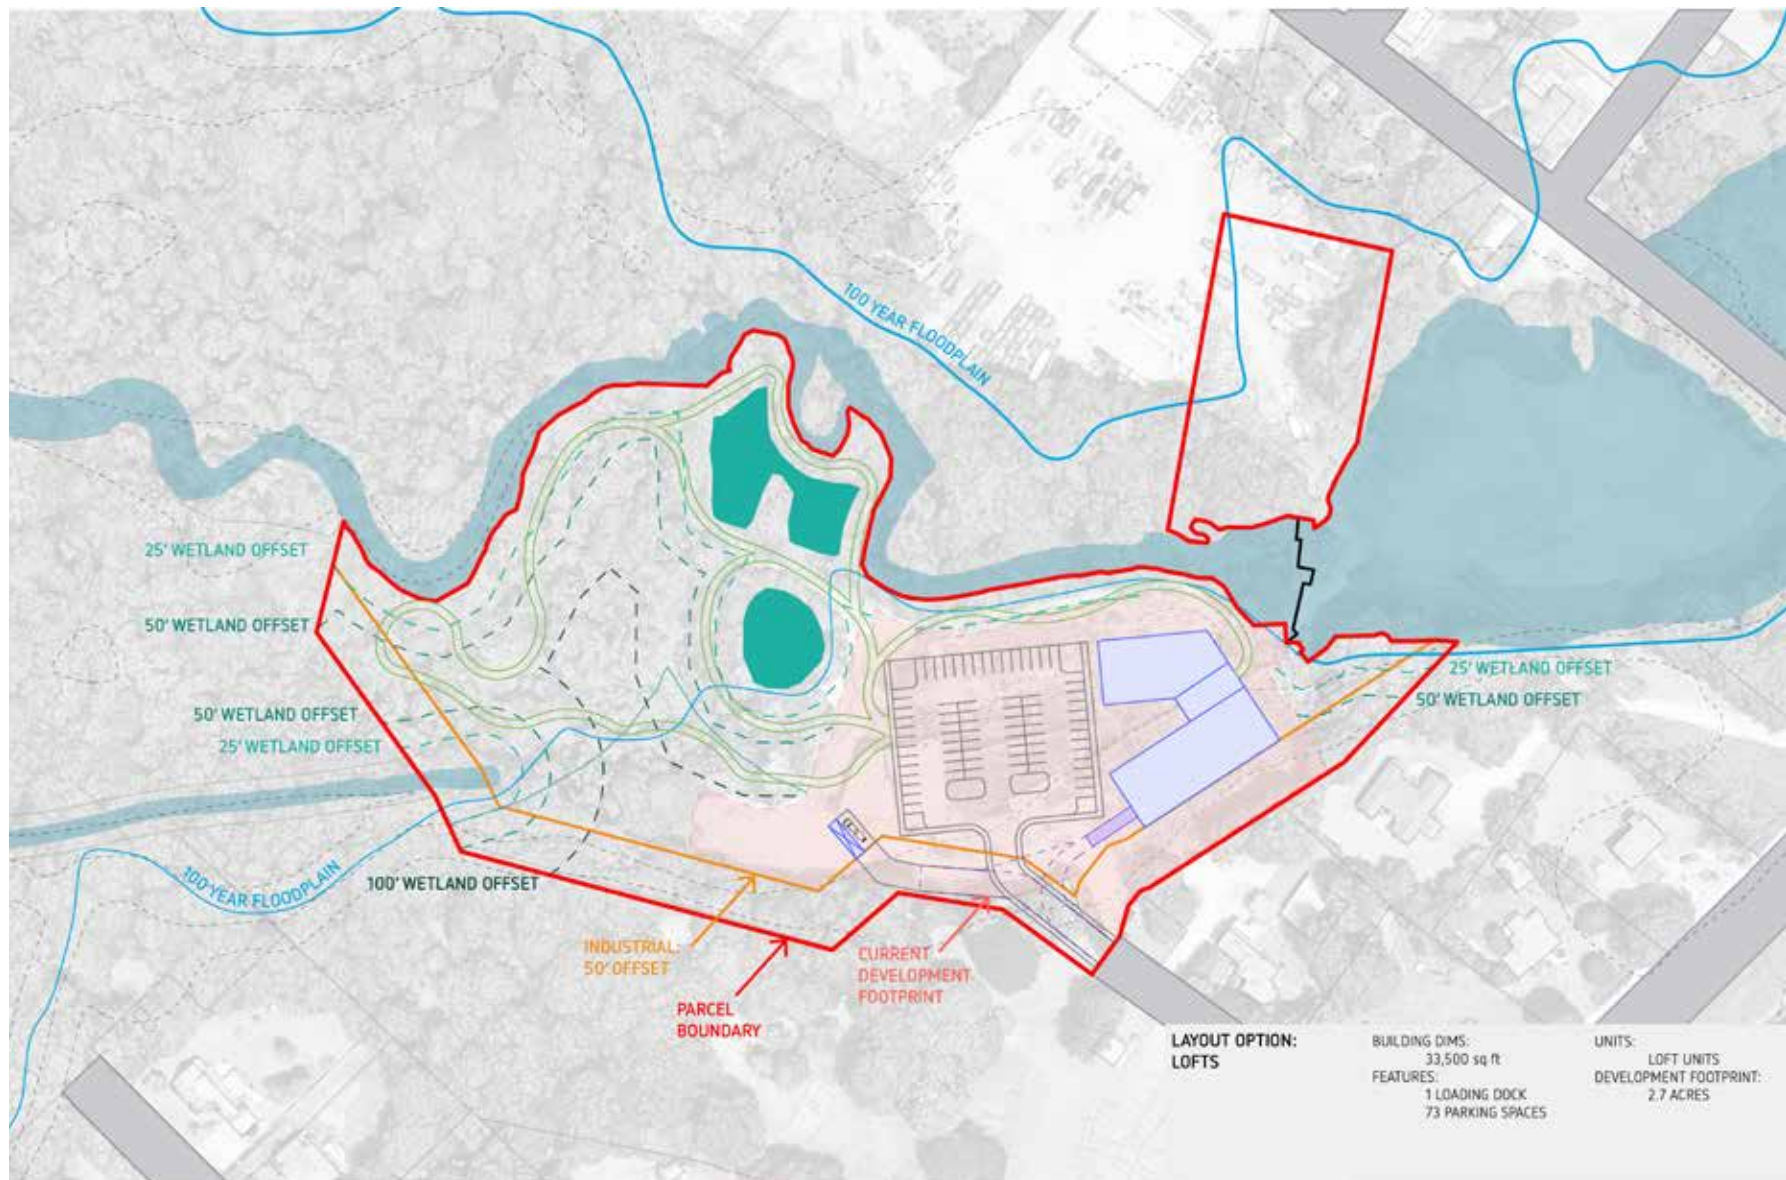 100 YEAR FLOODPLAIN
25' WETLAND OFFSET
50' WETLAND OFFSET
50' WETLAND OFFSET
25' WETLAND OFFSET
25' WETLAND OFFSET
50' WETLAND OFFSET
100 YEAR FLOODPLAIN
100' WETLAND OFFSET
INDUSTRIAL:
50' OFFSET
PARCEL
BOUNDARY
CURRENT
DEVELOPMENT
FOOTPRINT
LAYOUT OPTION:
LOFTS
BUILDING DIMS:
33,500 sq ft
FEATURES:
1 LOADING DOCK
73 PARKING SPACES
UNITS:
LOFT UNITS
DEVELOPMENT FOOTPRINT:
2.7 ACRES